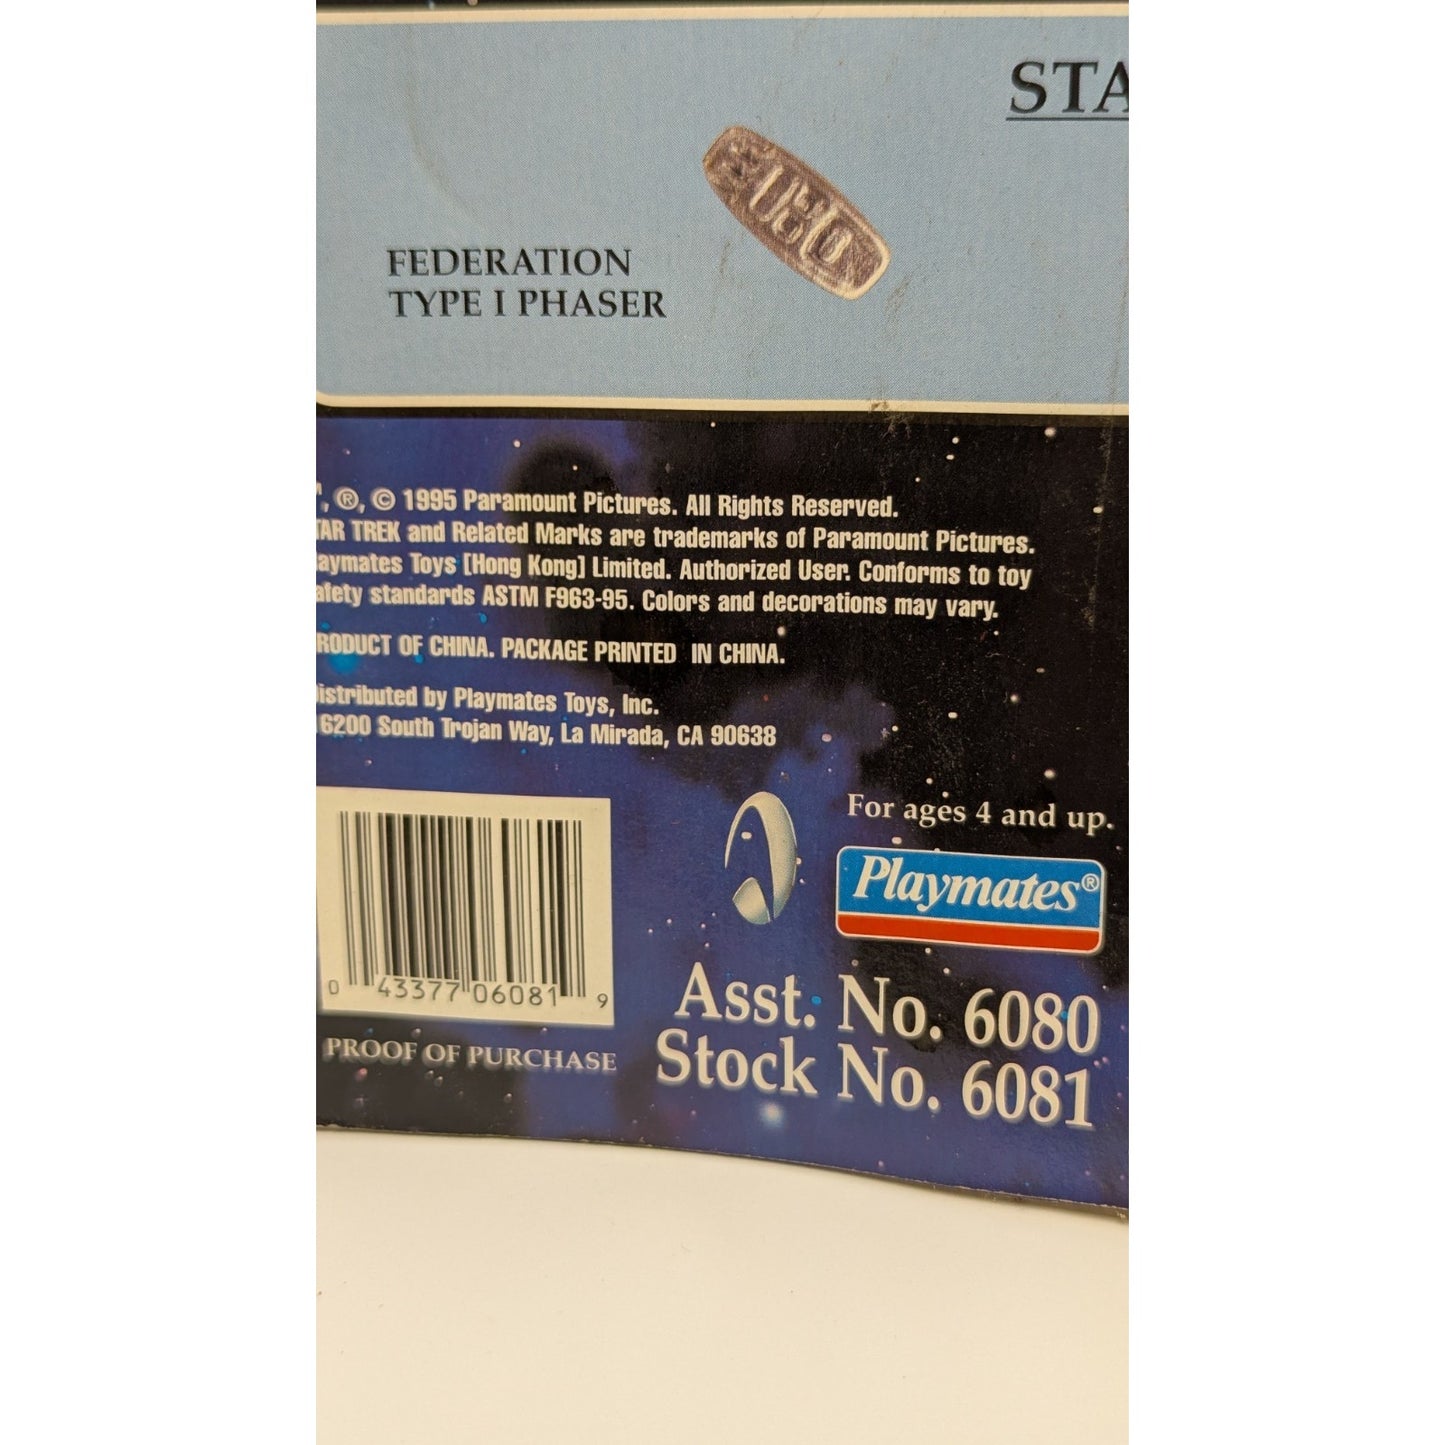 STA
FEDERATION
TYPE I PHASER
, ®, © 1995 Paramount Pictures. All Rights Reserved.
TAR TREK and Related Marks are trademarks of Paramount Pictures.
aymates Toys [Hong Kong] Limited. Authorized User. Conforms to toy
afety standards ASTM F963-95. Colors and decorations may vary.
RODUCT OF CHINA. PACKAGE PRINTED IN CHINA.
istributed by Playmates Toys, Inc.
6200 South Trojan Way, La Mirada, CA 90638
For ages 4 and up.
Playmates®
0 43377 06081 9
PROOF OF PURCHASE
Asst. No. 6080
Stock No. 6081